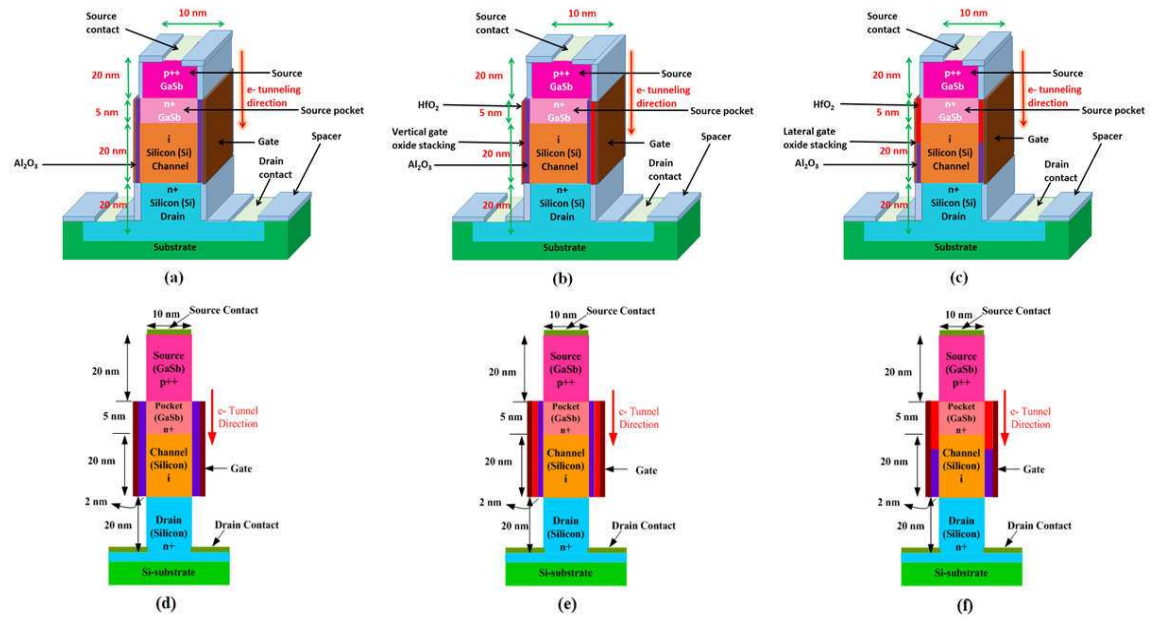 10 nm
Source
contact
20 nm
p++
GaSb
Source
e- tunneling
direction
5 nm
n+
GaSb
Source pocket
i
Silicon (Si)
Channel
Gate
Spacer
20 nm
Al₂O₃
Drain
contact
n+
Silicon (Si)
Drain
20 nm
Substrate
(a)
10 nm
Source
contact
20 nm
p++
GaSb
Source
e- tunneling
direction
HfO₂
5 nm
n+
GaSb
Source pocket
Vertical gate
oxide stacking
i
Silicon (Si)
Channel
Gate
Spacer
20 nm
Al₂O₃
Drain
contact
n+
Silicon (Si)
Drain
20 nm
Substrate
(b)
10 nm
Source
contact
20 nm
p++
GaSb
Source
e- tunneling
direction
HfO₂
5 nm
n+
GaSb
Source pocket
Lateral gate
oxide stacking
i
Silicon (Si)
Channel
Gate
Spacer
20 nm
Al₂O₃
Drain
contact
n+
Silicon (Si)
Drain
20 nm
Substrate
(c)
10 nm
Source Contact
20 nm
Source
(GaSb)
p++
5 nm
Pocket
(GaSb)
n+
e- Tunnel
Direction
20 nm
Channel
(Silicon)
i
Gate
2 nm
20 nm
Drain
(Silicon)
n+
Drain Contact
Si-substrate
(d)
10 nm
Source Contact
20 nm
Source
(GaSb)
p++
5 nm
Pocket
(GaSb)
n+
e- Tunnel
Direction
20 nm
Channel
(Silicon)
i
Gate
2 nm
20 nm
Drain
(Silicon)
n+
Drain Contact
Si-substrate
(e)
10 nm
Source Contact
20 nm
Source
(GaSb)
p++
5 nm
Pocket
(GaSb)
n+
e- Tunnel
Direction
20 nm
Channel
(Silicon)
i
Gate
2 nm
20 nm
Drain
(Silicon)
n+
Drain Contact
Si-substrate
(f)